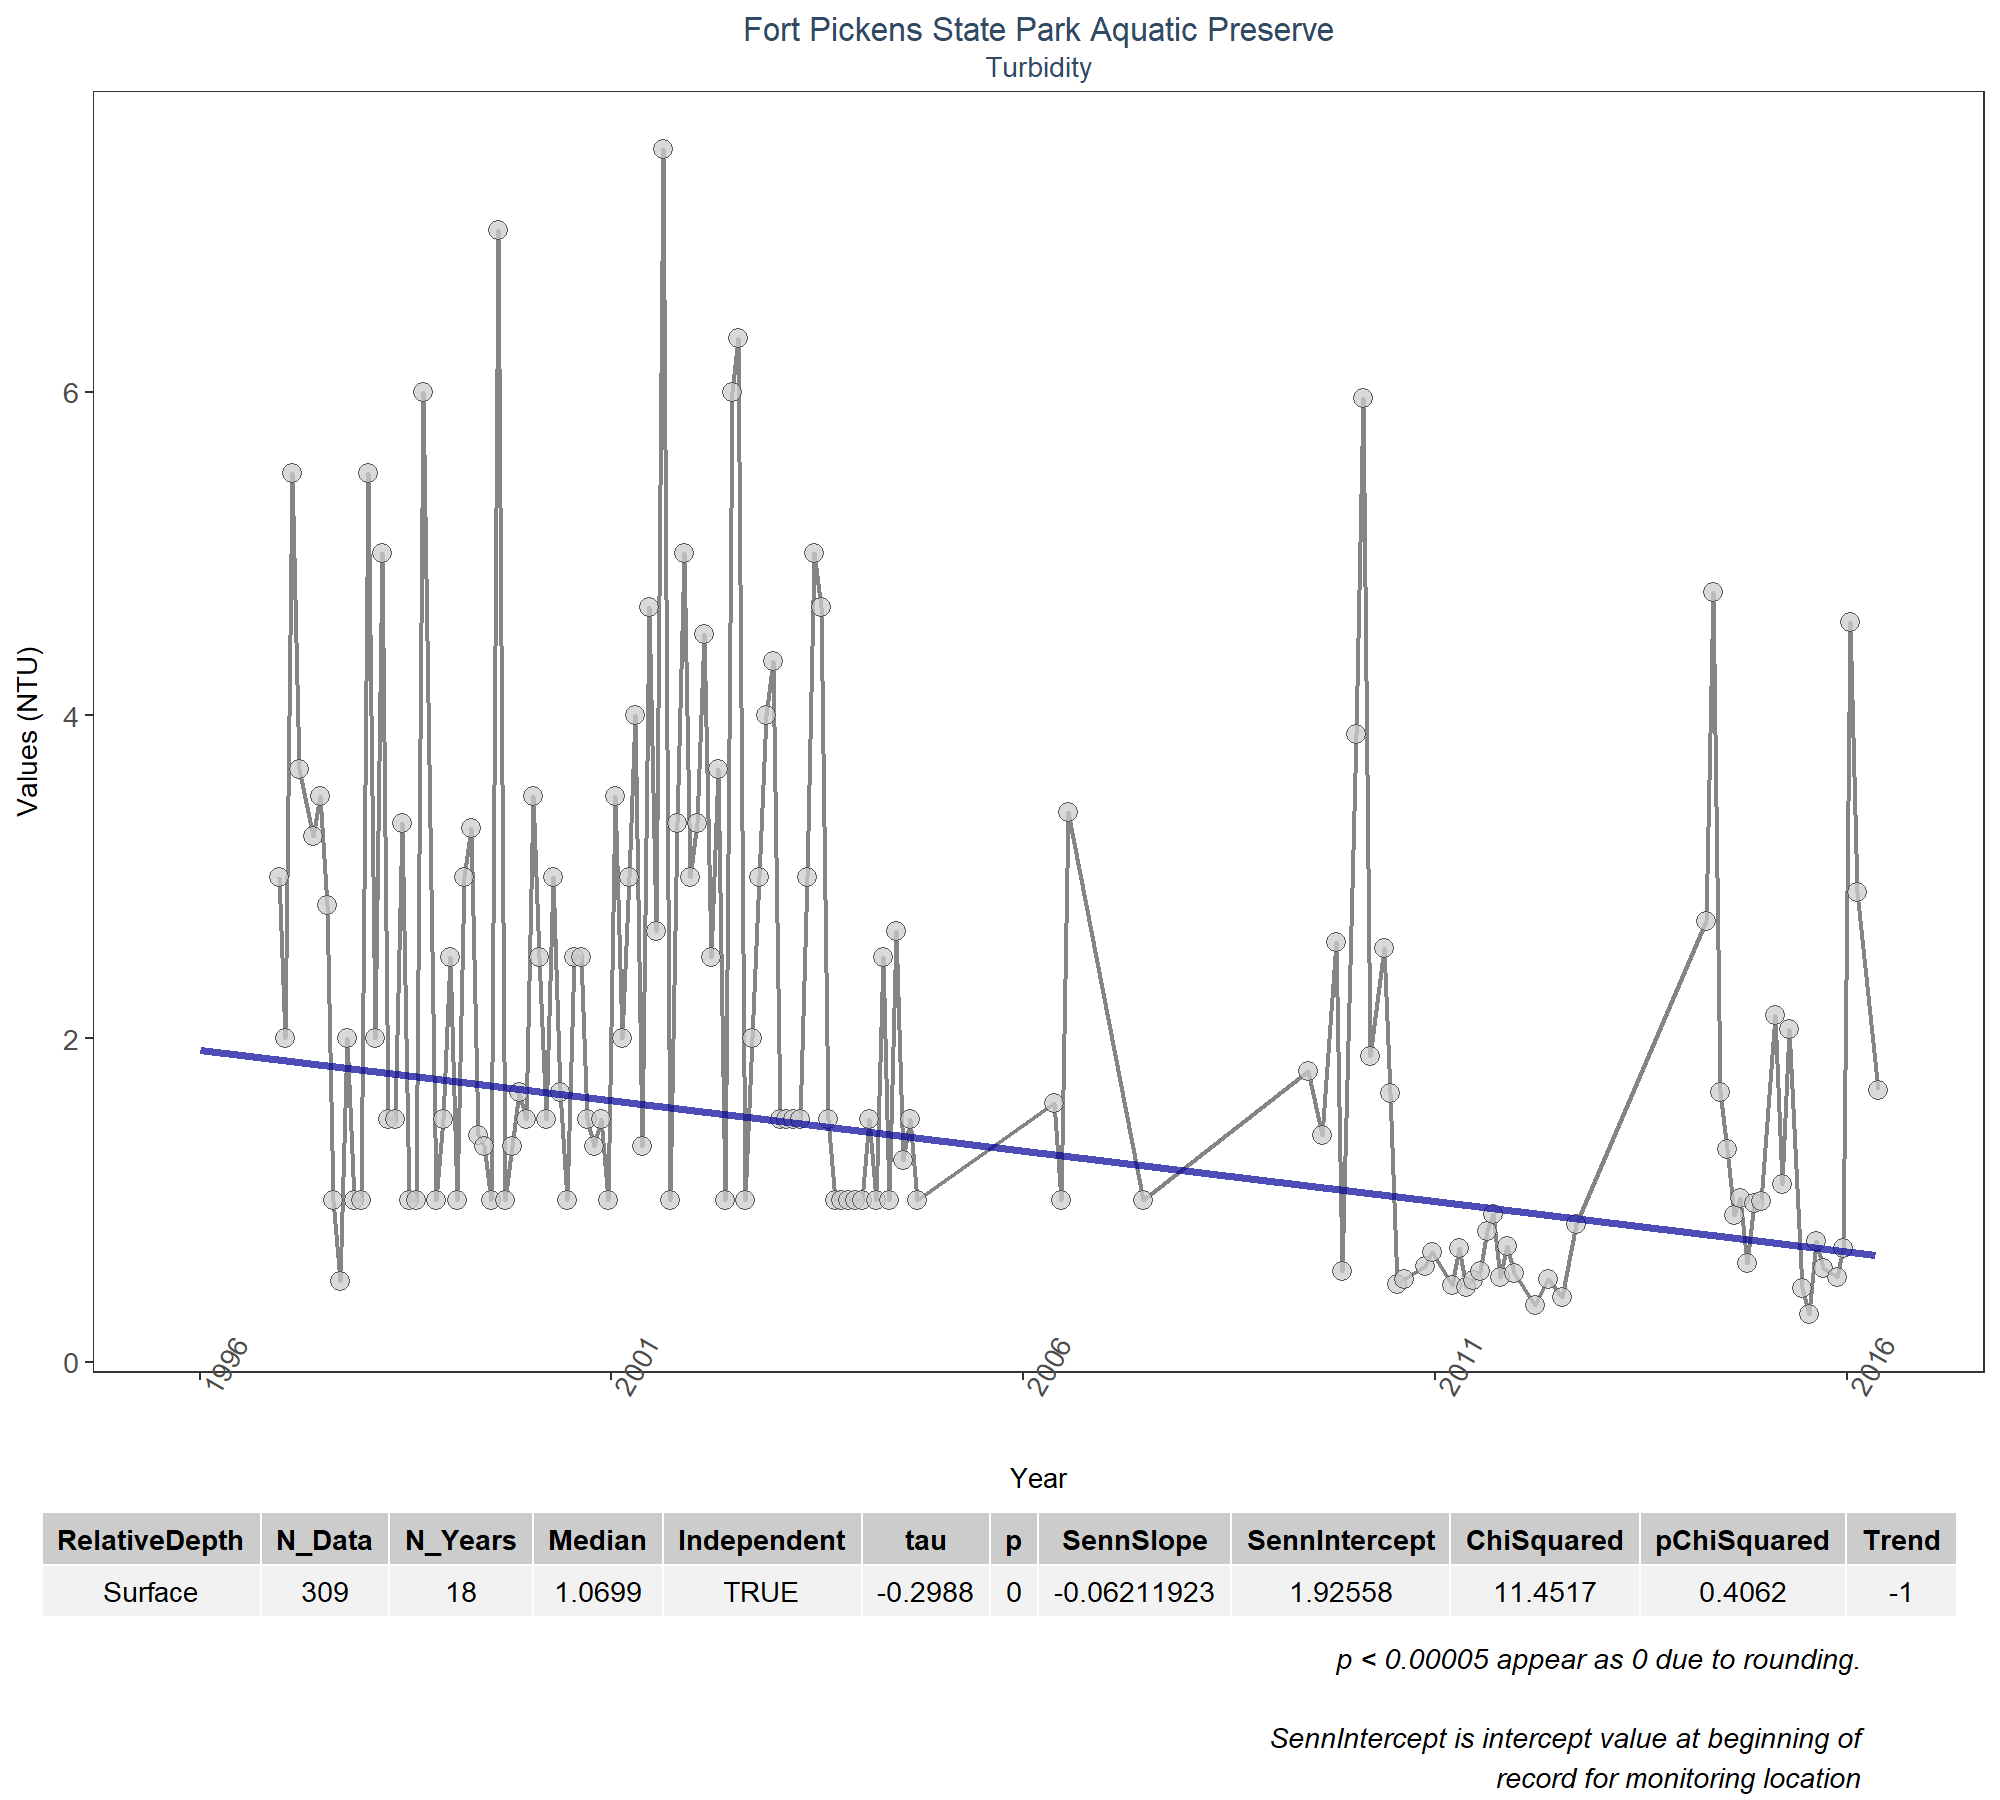 Fort Pickens State Park Aquatic Preserve
Turbidity
Values (NTU)
6
4
2
0
1996 2001 2006 2011 2016
Year
RelativeDepth N_Data N_Years Median Independent tau p SennSlope SennIntercept ChiSquared pChiSquared Trend
Surface 309 18 1.0699 TRUE -0.2988 0 -0.06211923 1.92558 11.4517 0.4062 -1
p < 0.00005 appear as 0 due to rounding.
SennIntercept is intercept value at beginning of
record for monitoring location